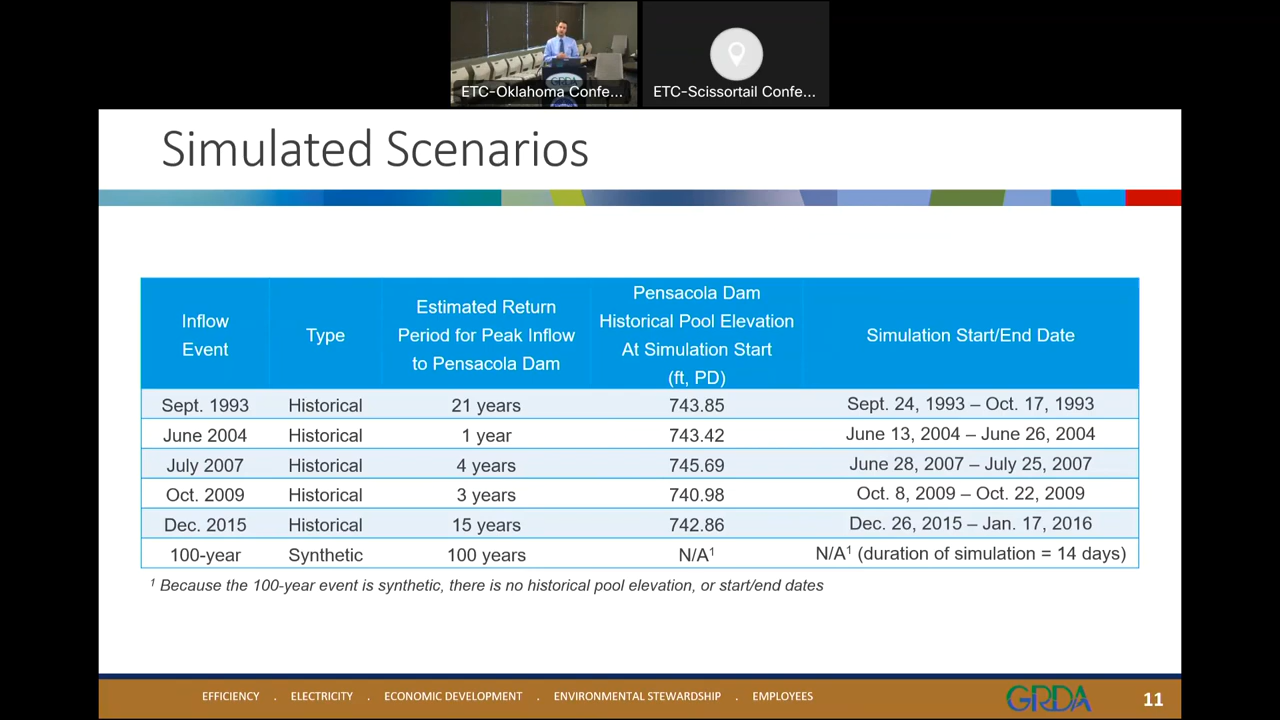 ETC-Oklahoma Confe...
ETC-Scissortail Confe...
GRDA
Simulated Scenarios
Inflow Event
Type
Estimated Return Period for Peak Inflow to Pensacola Dam
Pensacola Dam Historical Pool Elevation At Simulation Start (ft, PD)
Simulation Start/End Date
Sept. 1993 Historical 21 years 743.85 Sept. 24, 1993 – Oct. 17, 1993
June 2004 Historical 1 year 743.42 June 13, 2004 – June 26, 2004
July 2007 Historical 4 years 745.69 June 28, 2007 – July 25, 2007
Oct. 2009 Historical 3 years 740.98 Oct. 8, 2009 – Oct. 22, 2009
Dec. 2015 Historical 15 years 742.86 Dec. 26, 2015 – Jan. 17, 2016
100-year Synthetic 100 years N/A¹ N/A¹ (duration of simulation = 14 days)
¹ Because the 100-year event is synthetic, there is no historical pool elevation, or start/end dates
EFFICIENCY . ELECTRICITY . ECONOMIC DEVELOPMENT . ENVIRONMENTAL STEWARDSHIP . EMPLOYEES
GRDA
11